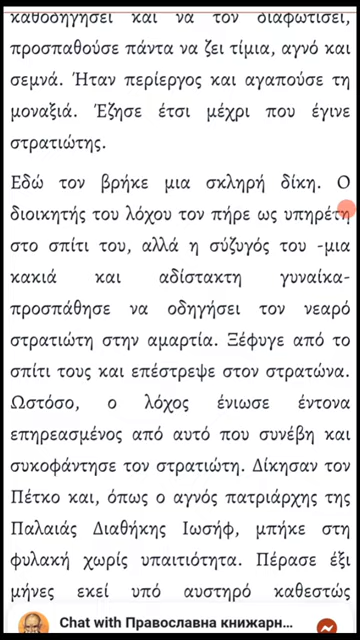 καθοδηγήσει και να τον διαφωτίσει,
προσπαθούσε πάντα να ζει τίμια, αγνό και
σεμνά. Ήταν περίεργος και αγαπούσε τη
μοναξιά. Έζησε έτσι μέχρι που έγινε
στρατιώτης.
Εδώ τον βρήκε μια σκληρή δίκη. Ο
διοικητής του λόχου τον πήρε ως υπηρέτη
στο σπίτι του, αλλά η σύζυγός του -μια
κακιά και αδίστακτη γυναίκα-
προσπάθησε να οδηγήσει τον νεαρό
στρατιώτη στην αμαρτία. Ξέφυγε από το
σπίτι τους και επέστρεψε στον στρατώνα.
Ωστόσο, ο λόχος ένιωσε έντονα
επηρεασμένος από αυτό που συνέβη και
συκοφάντησε τον στρατιώτη. Δίκησαν τον
Πέτκο και, όπως ο αγνός πατριάρχης της
Παλαιάς Διαθήκης Ιωσήφ, μπήκε στη
φυλακή χωρίς υπαιτιότητα. Πέρασε έξι
μήνες εκεί υπό αυστηρό καθεστώς
Chat with Православна книжарн...